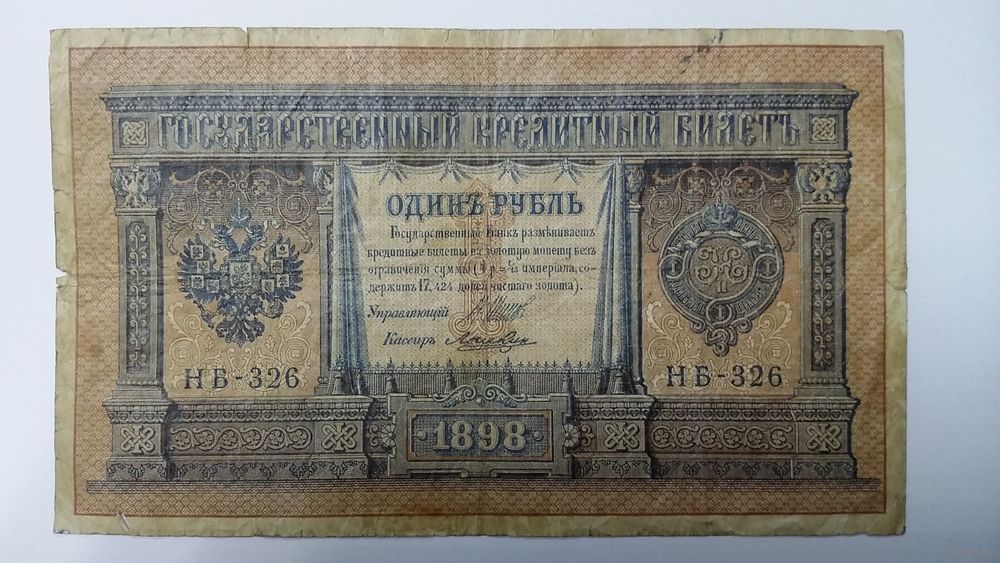 ГОСУДАРСТВЕННЫЙ КРЕДИТНЫЙ БИЛЕТЪ
ОДИНЪ РУБЛЬ
Государственный Банкъ размѣниваетъ
кредитные билеты на золотую монету безъ
ограниченія суммы (1 р. = 1/15 имперіала, со-
держитъ 17,424 долей чистаго золота).
Управляющій
Кассиръ
НБ-326
НБ-326
1898